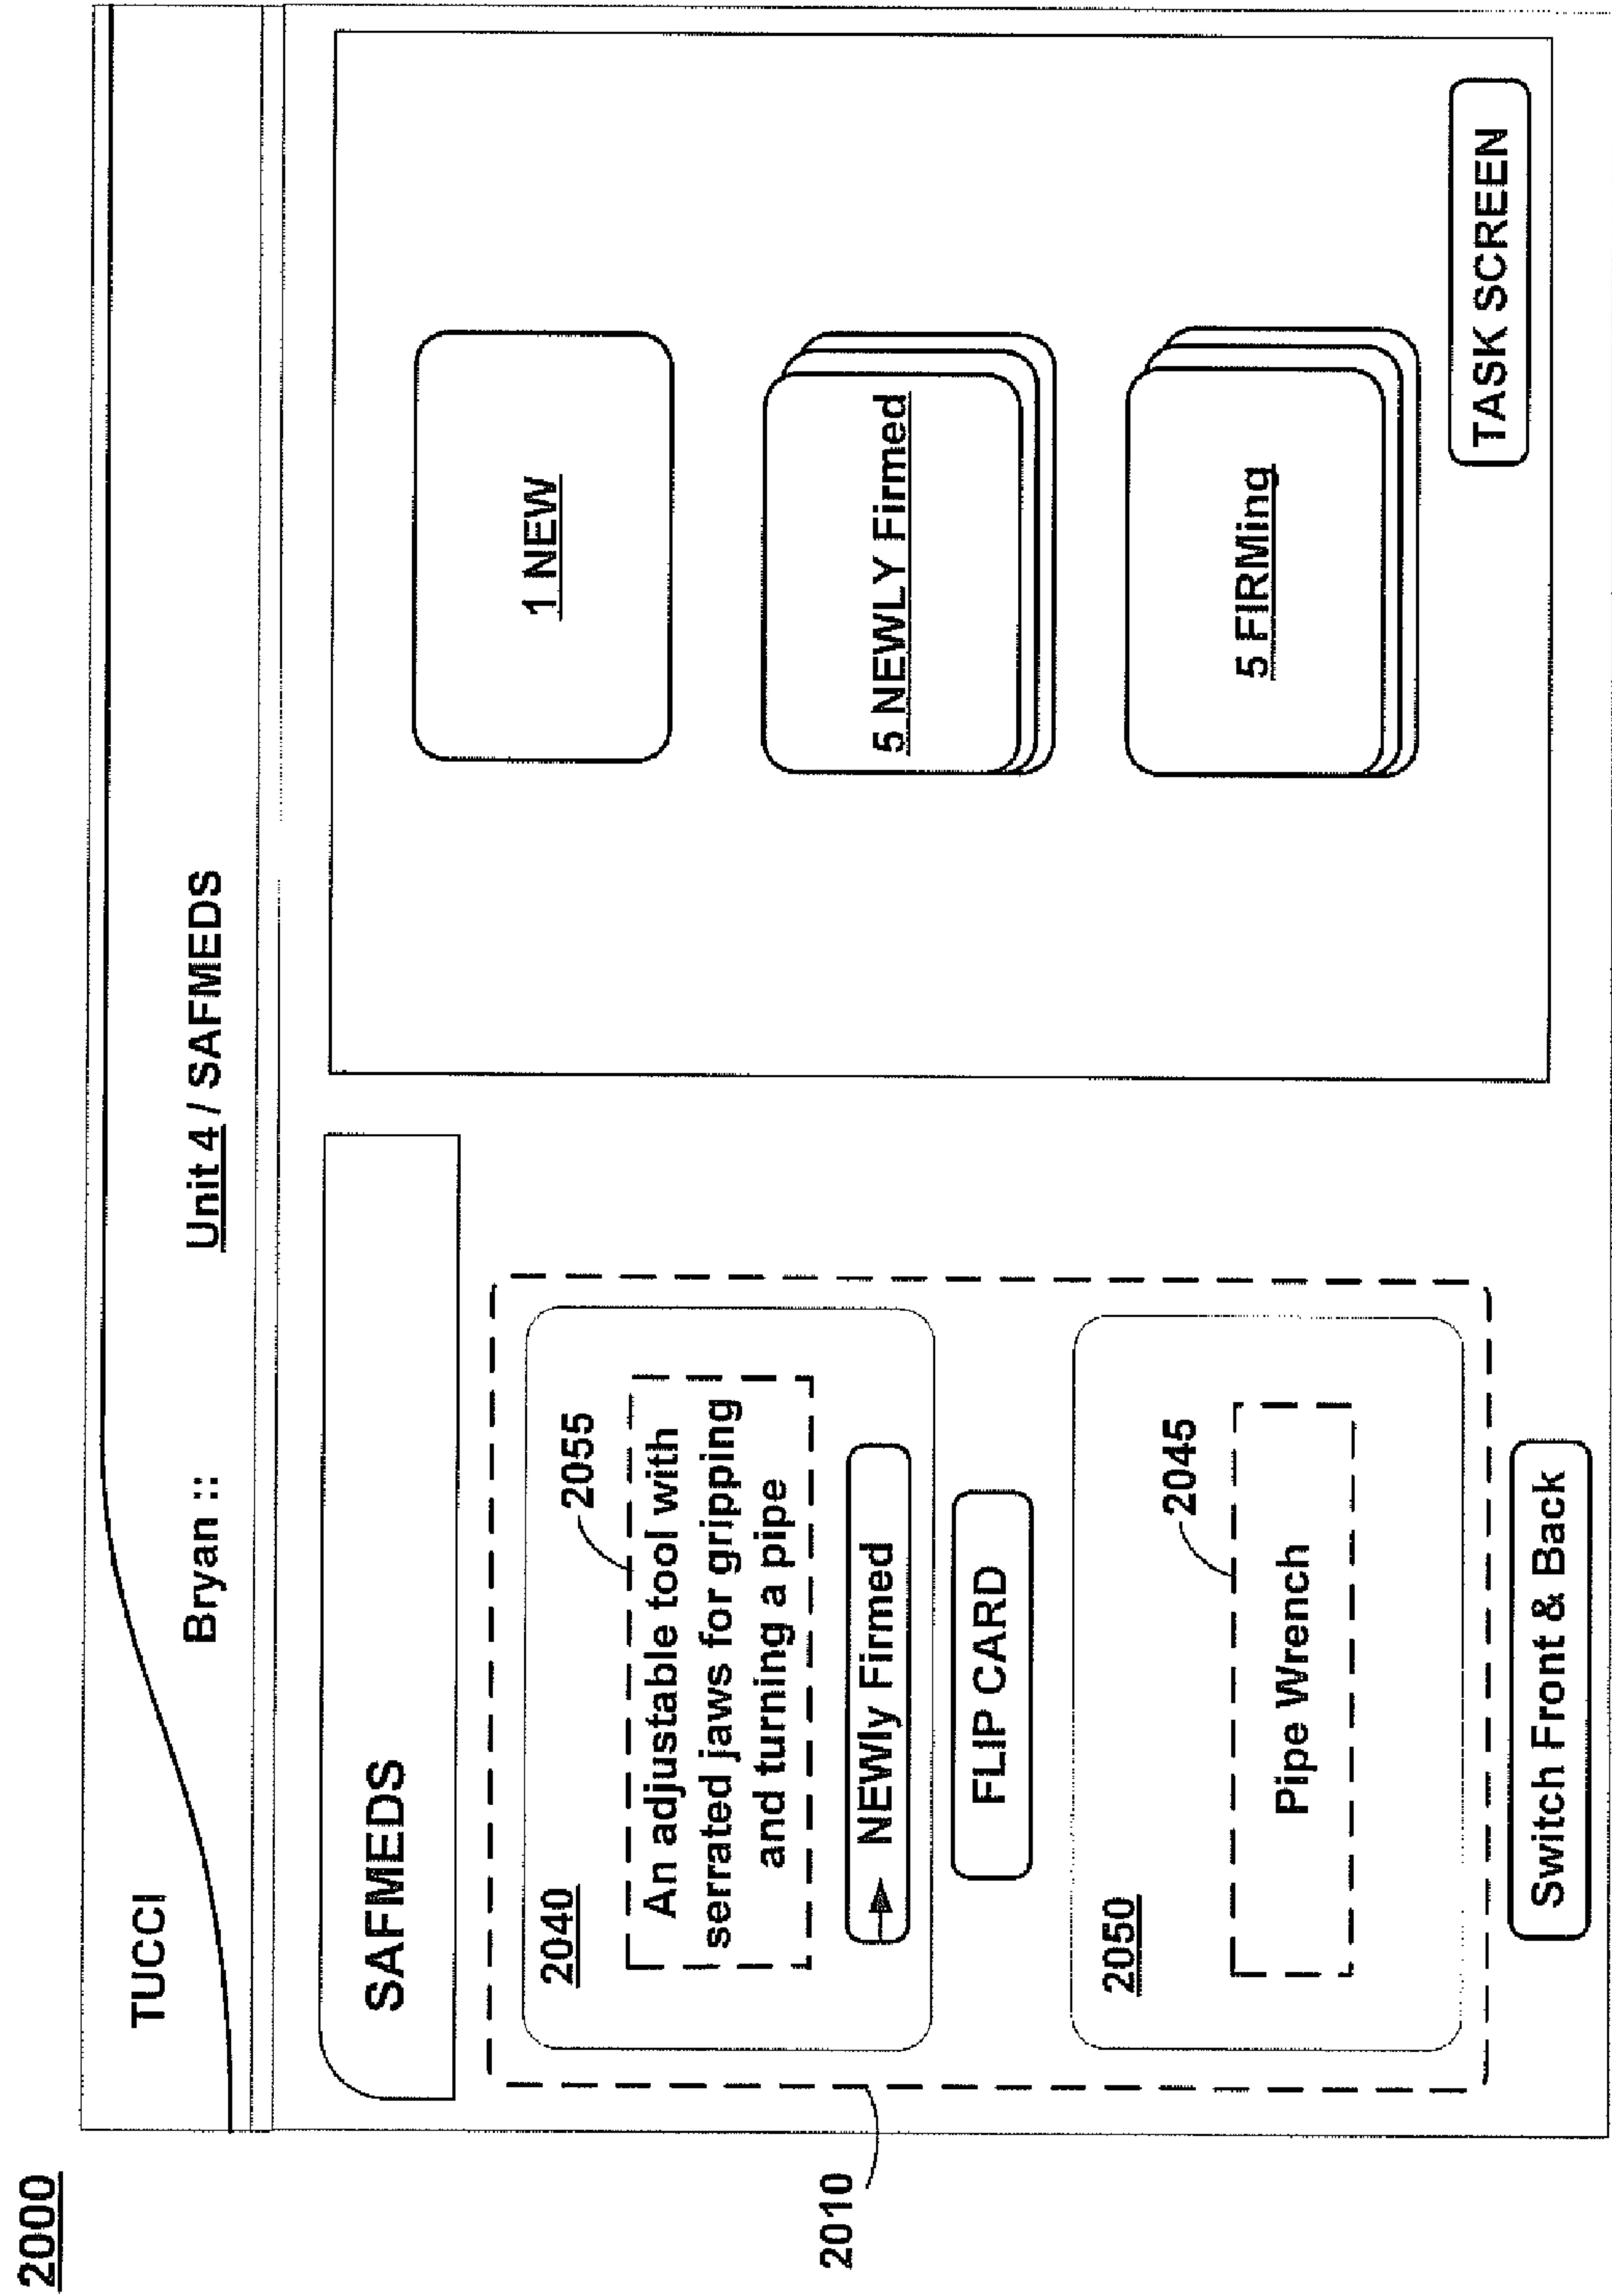 2000
TUCCI
Bryan ::
Unit 4 / SAFMEDS
SAFMEDS
2010
2040
2055
An adjustable tool with
serrated jaws for gripping
and turning a pipe
NEWly Firmed
FLIP CARD
2050
2045
Pipe Wrench
Switch Front & Back
1 NEW
5 NEWLY Firmed
5 FIRMing
TASK SCREEN